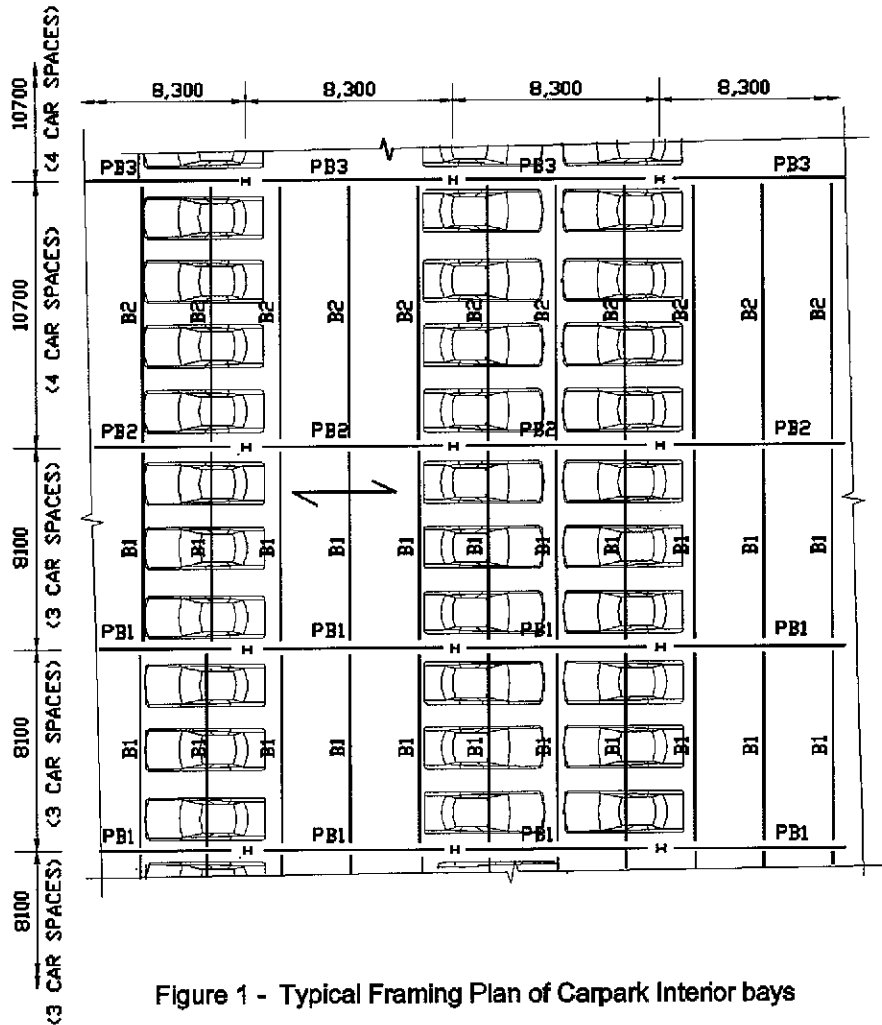 8,300 8,300 8,300 8,300
10700
(4 CAR SPACES)
PB3 PB3 PB3 PB3
H H H
10700
(4 CAR SPACES)
B2 B2 B2 B2 B2 B2 B2 B2 B2 B2 B2
PB2 PB2 PB2 PB2
H H H
8100
(3 CAR SPACES)
B1 B1 B1 B1 B1 B1 B1 B1 B1 B1 B1
PB1 PB1 PB1 PB1
H H H
8100
(3 CAR SPACES)
B1 B1 B1 B1 B1 B1 B1 B1 B1 B1 B1
PB1 PB1 PB1 PB1
H H H
8100
(3 CAR SPACES)
Figure 1 - Typical Framing Plan of Carpark Interior bays